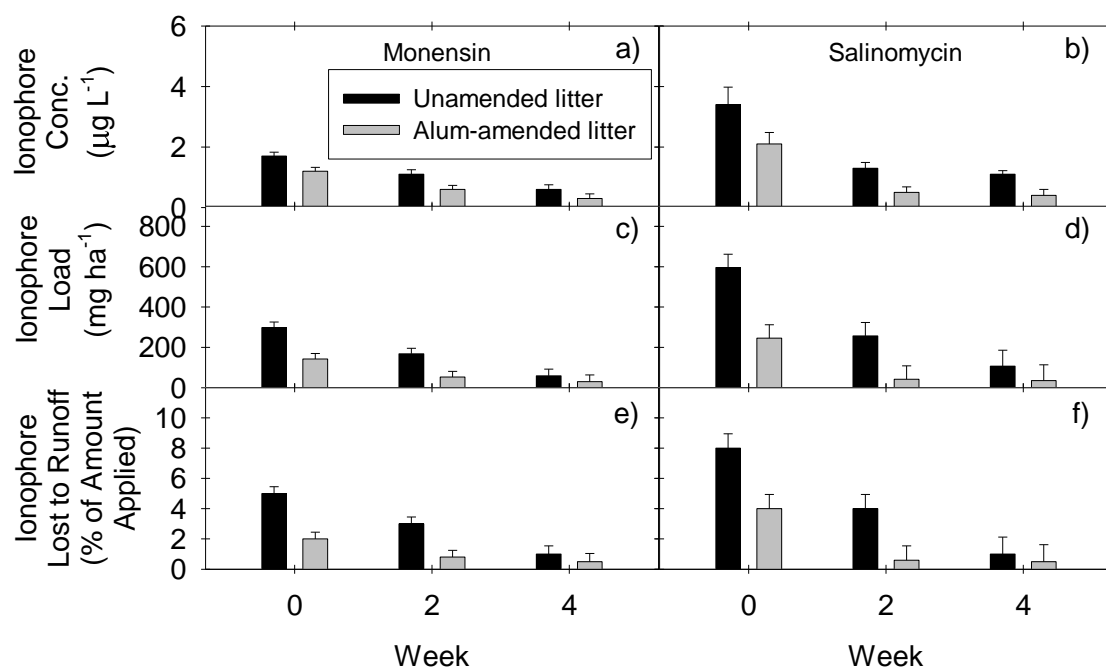 Ionophore
Conc.
(µg L-1)
6
4
2
0
Monensin
a)
Unamended litter
Alum-amended litter
Salinomycin
b)
Ionophore
Load
(mg ha-1)
800
600
400
200
0
c)
d)
Ionophore
Lost to Runoff
(% of Amount
Applied)
10
8
6
4
2
0
e)
f)
0 2 4
0 2 4
Week
Week